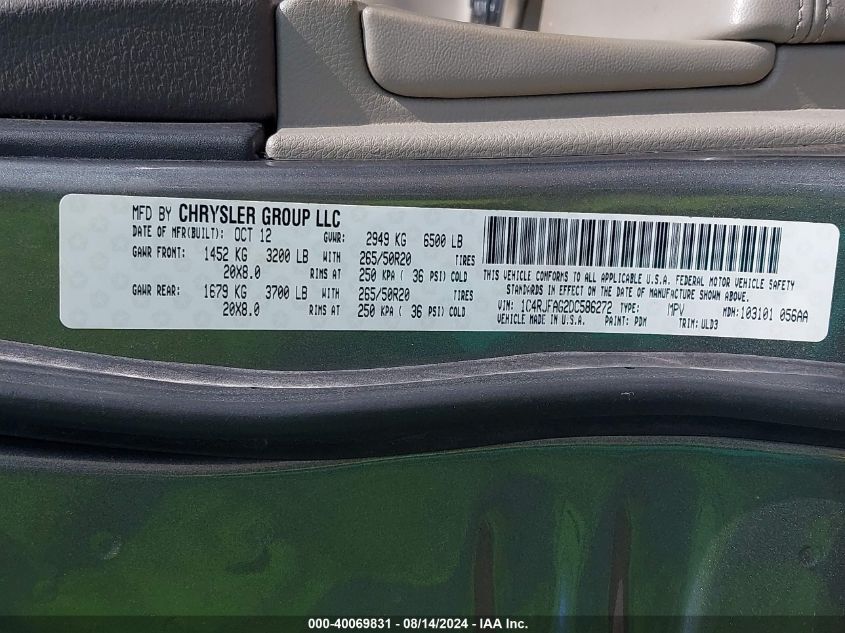 MFD BY CHRYSLER GROUP LLC
DATE OF MFR(BUILT): OCT 12 GVWR: 2949 KG 6500 LB
GAWR FRONT: 1452 KG 3200 LB WITH 265/50R20 TIRES
20X8.0 RIMS AT 250 KPA ( 36 PSI) COLD
GAWR REAR: 1679 KG 3700 LB WITH 265/50R20 TIRES
20X8.0 RIMS AT 250 KPA ( 36 PSI) COLD
THIS VEHICLE CONFORMS TO ALL APPLICABLE U.S.A. FEDERAL MOTOR VEHICLE SAFETY
STANDARDS IN EFFECT ON THE DATE OF MANUFACTURE SHOWN ABOVE.
VIN: 1C4RJFAG2DC586272 TYPE: MPV MDH:103101 056AA
VEHICLE MADE IN U.S.A. PAINT: PDM TRIM: ULD3
000-40069831 - 08/14/2024 - IAA Inc.